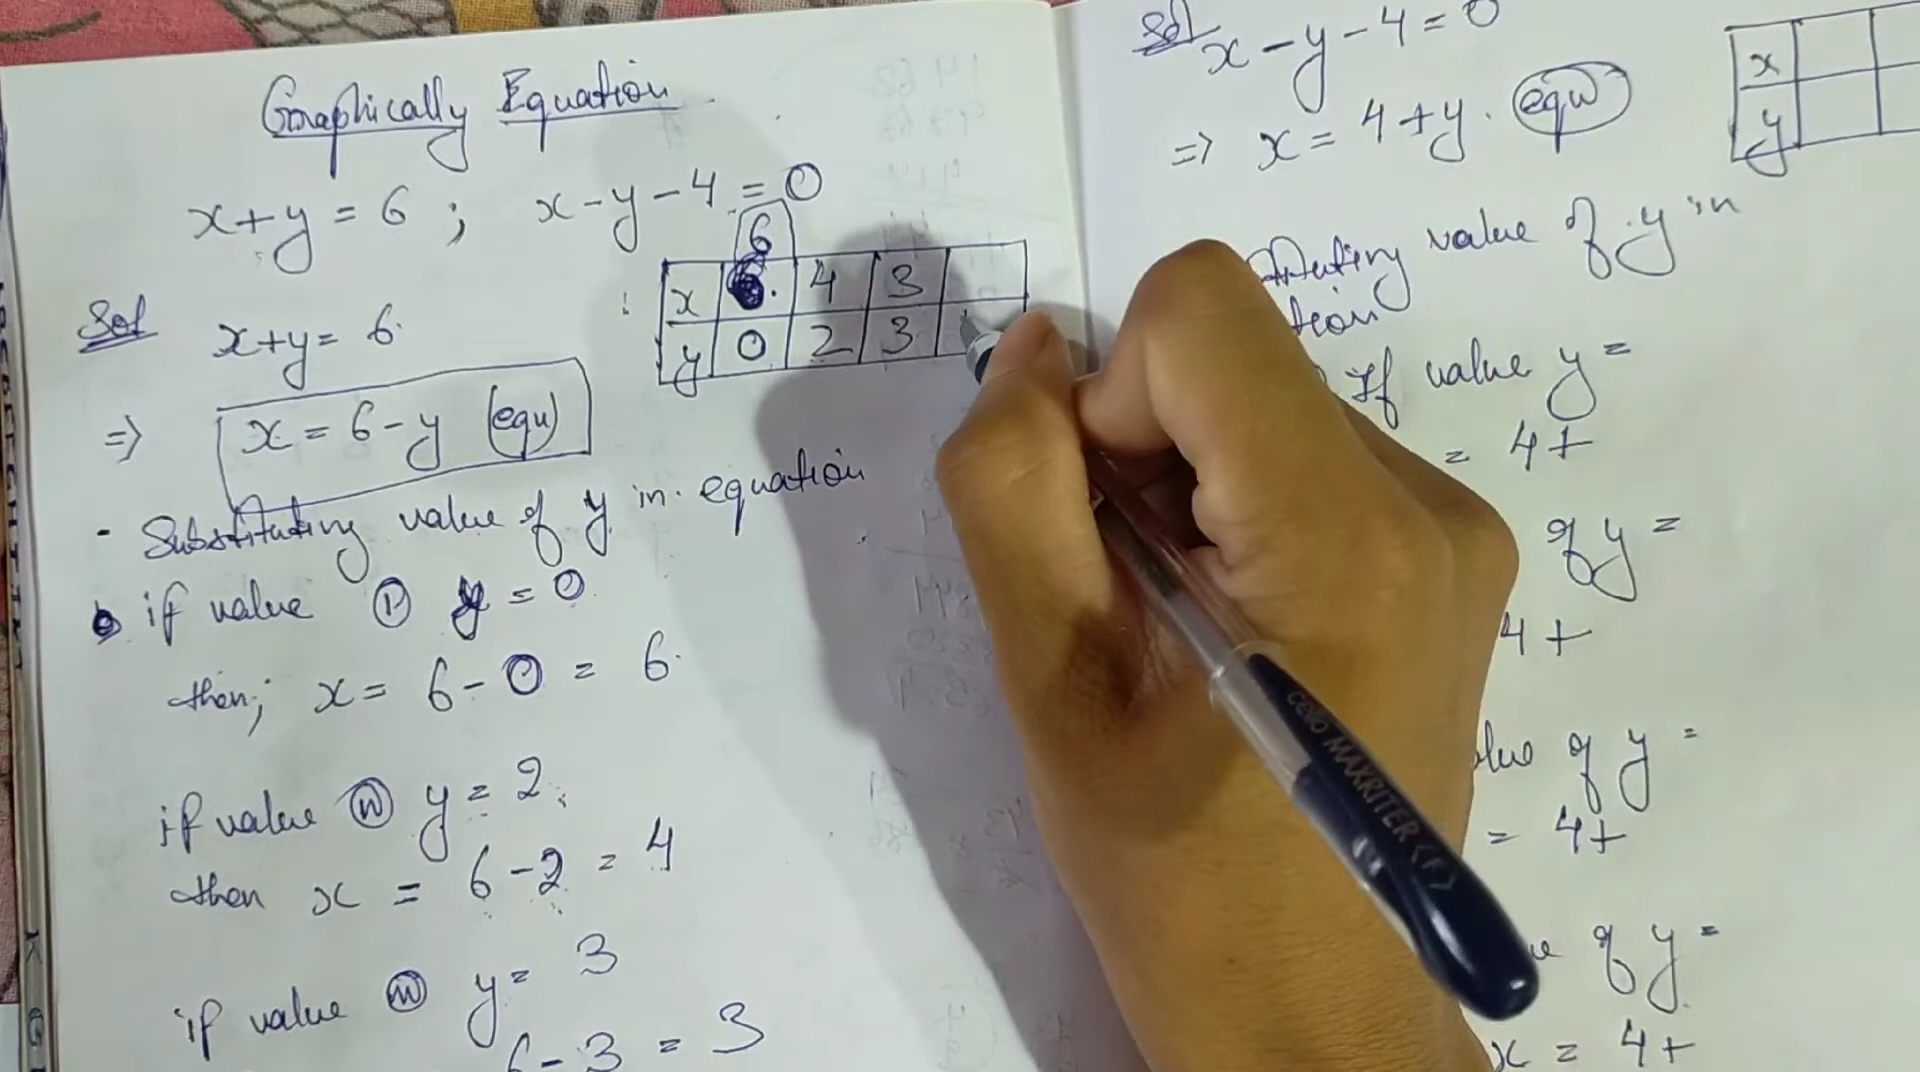 Graphically Equation
x+y = 6 ; x-y-4 = 0
6
x 4 3
y 0 2 3
Sol x+y= 6
=> x = 6-y (equ)
- Substituting value of y in equation
if value y = 0
then; x = 6-0 = 6
if value y = 2
then x = 6-2 = 4
if value y = 3
6-3 = 3
Sol x-y-4=0
=> x = 4+y. equ
x
y
value of y in
If value y =
= 4+
of y =
4+
of y =
= 4+
of y =
x = 4+
cello MAXRITER (F)